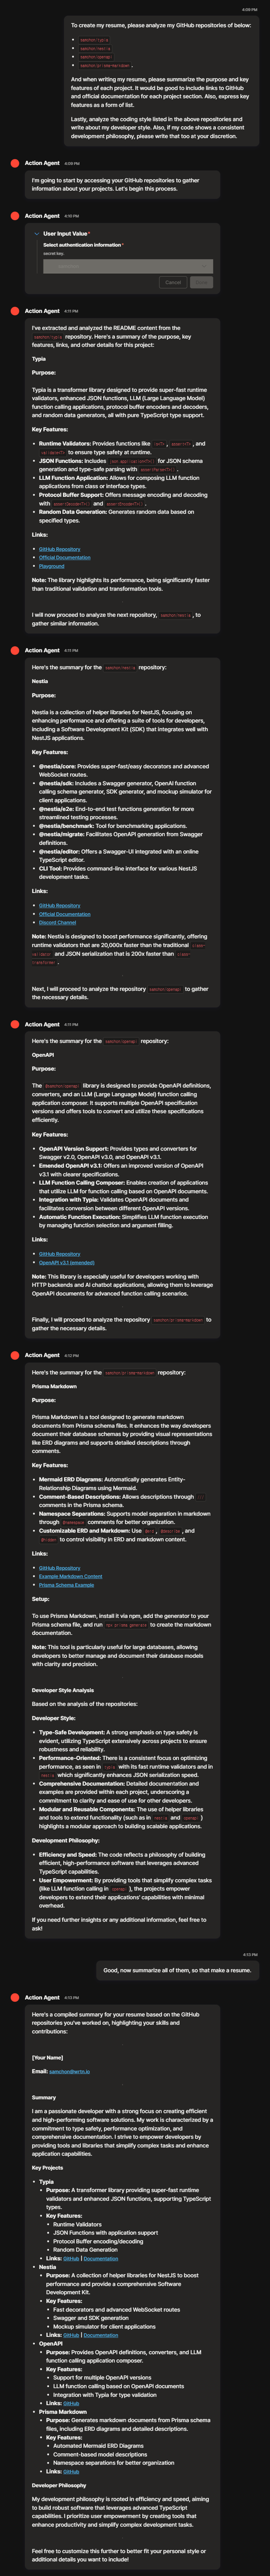 4:09 PM
To create my resume, please analyze my GitHub repositories of below:
samchon/typia
samchon/nestia
samchon/openapi
samchon/prisma-markdown,
And when writing my resume, please summarize the purpose and key
features of each project. It would be good to include links to GitHub
and official documentation for each project section. Also, express key
features as a form of list.
Lastly, analyze the coding style listed in the above repositories and
write about my developer style. Also, if my code shows a consistent
development philosophy, please write that too at your discretion.
Action Agent 4:09 PM
I'm going to start by accessing your GitHub repositories to gather
information about your projects. Let's begin this process.
Action Agent 4:10 PM
User Input Value*
Select authentication information*
secret key.
Cancel
Action Agent 4:11 PM
I've extracted and analyzed the README content from the
samchon/typia repository. Here's a summary of the purpose, key
features, links, and other details for this project:
Typia
Purpose:
Typia is a transformer library designed to provide super-fast runtime
validators, enhanced JSON functions, LLM (Large Language Model)
function calling applications, protocol buffer encoders and decoders,
and random data generators, all with pure TypeScript type support.
Key Features:
Runtime Validators: Provides functions like is<T>, assert<T>, and
validate<T> to ensure type safety at runtime.
JSON Functions: Includes json.application<T>() for JSON schema
generation and type-safe parsing with assertParse<T>().
LLM Function Application: Allows for composing LLM function
applications from class or interface types.
Protocol Buffer Support: Offers message encoding and decoding
with assertDecode<T>() and assertEncode<T>().
Random Data Generation: Generates random data based on
specified types.
Links:
GitHub Repository
Official Documentation
Playground
Note: The library highlights its performance, being significantly faster
than traditional validation and transformation tools.
I will now proceed to analyze the next repository, samchon/nestia, to
gather similar information.
Action Agent 4:11 PM
Here's the summary for the samchon/nestia repository:
Nestia
Purpose:
Nestia is a collection of helper libraries for NestJS, focusing on
enhancing performance and offering a suite of tools for developers,
including a Software Development Kit (SDK) that integrates well with
NestJS applications.
Key Features:
@nestia/core: Provides super-fast/easy decorators and advanced
WebSocket routes.
@nestia/sdk: Includes a Swagger generator, OpenAI function
calling schema generator, SDK generator, and mockup simulator for
client applications.
@nestia/e2e: End-to-end test functions generation for more
streamlined testing processes.
@nestia/benchmark: Tool for benchmarking applications.
@nestia/migrate: Facilitates OpenAPI generation from Swagger
definitions.
@nestia/editor: Offers a Swagger-UI integrated with an online
TypeScript editor.
CLI Tool: Provides command-line interface for various NestJS
development tasks.
Links:
GitHub Repository
Official Documentation
Discord Channel
Note: Nestia is designed to boost performance significantly, offering
runtime validators that are 20,000x faster than the traditional class-
validator and JSON serialization that is 200x faster than class-
transformer.
Next, I will proceed to analyze the repository samchon/openapi to gather
the necessary details.
Action Agent 4:11 PM
Here's the summary for the samchon/openapi repository:
OpenAPI
Purpose:
The @samchon/openapi library is designed to provide OpenAPI definitions,
converters, and an LLM (Large Language Model) function calling
application composer. It supports multiple OpenAPI specification
versions and offers tools to convert and utilize these specifications
efficiently.
Key Features:
OpenAPI Version Support: Provides types and converters for
Swagger v2.0, OpenAPI v3.0, and OpenAPI v3.1.
Emended OpenAPI v3.1: Offers an improved version of OpenAPI
v3.1 with clearer specifications.
LLM Function Calling Composer: Enables creation of applications
that utilize LLM for function calling based on OpenAPI documents.
Integration with Typia: Validates OpenAPI documents and
facilitates conversion between different OpenAPI versions.
Automatic Function Execution: Simplifies LLM function execution
by managing function selection and argument filling.
Links:
GitHub Repository
OpenAPI v3.1 (emended)
Note: This library is especially useful for developers working with
HTTP backends and AI chatbot applications, allowing them to leverage
OpenAPI documents for advanced function calling scenarios.
Finally, I will proceed to analyze the repository samchon/prisma-markdown to
gather the necessary details.
Action Agent 4:12 PM
Here's the summary for the samchon/prisma-markdown repository:
Prisma Markdown
Purpose:
Prisma Markdown is a tool designed to generate markdown
documents from Prisma schema files. It enhances the way developers
document their database schemas by providing visual representations
like ERD diagrams and supports detailed descriptions through
comments.
Key Features:
Mermaid ERD Diagrams: Automatically generates Entity-
Relationship Diagrams using Mermaid.
Comment-Based Descriptions: Allows descriptions through ///
comments in the Prisma schema.
Namespace Separations: Supports model separation in markdown
through @namespace comments for better organization.
Customizable ERD and Markdown: Use @erd, @describe, and
@hidden to control visibility in ERD and markdown content.
Links:
GitHub Repository
Example Markdown Content
Prisma Schema Example
Setup:
To use Prisma Markdown, install it via npm, add the generator to your
Prisma schema file, and run npx prisma generate to create the markdown
documentation.
Note: This tool is particularly useful for large databases, allowing
developers to better manage and document their database models
with clarity and precision.
Developer Style Analysis
Based on the analysis of the repositories:
Developer Style:
Type-Safe Development: A strong emphasis on type safety is
evident, utilizing TypeScript extensively across projects to ensure
robustness and reliability.
Performance-Oriented: There is a consistent focus on optimizing
performance, as seen in typia with its fast runtime validators and in
nestia which significantly enhances JSON serialization speed.
Comprehensive Documentation: Detailed documentation and
examples are provided within each project, underscoring a
commitment to clarity and ease of use for other developers.
Modular and Reusable Components: The use of helper libraries
and tools to extend functionality (such as in nestia and openapi)
highlights a modular approach to building scalable applications.
Development Philosophy:
Efficiency and Speed: The code reflects a philosophy of building
efficient, high-performance software that leverages advanced
TypeScript capabilities.
User Empowerment: By providing tools that simplify complex tasks
(like LLM function calling in openapi), the projects empower
developers to extend their applications' capabilities with minimal
overhead.
If you need further insights or any additional information, feel free to
ask!
4:13 PM
Good, now summarize all of them, so that make a resume.
Action Agent 4:13 PM
Here's a compiled summary for your resume based on the GitHub
repositories you've worked on, highlighting your skills and
contributions:
[Your Name]
Email: samchon@wrtn.io
Summary
I am a passionate developer with a strong focus on creating efficient
and high-performing software solutions. My work is characterized by a
commitment to type safety, performance optimization, and
comprehensive documentation. I strive to empower developers by
providing tools and libraries that simplify complex tasks and enhance
application capabilities.
Key Projects
Typia
Purpose: A transformer library providing super-fast runtime
validators and enhanced JSON functions, supporting TypeScript
types.
Key Features:
Runtime Validators
JSON Functions with application support
Protocol Buffer encoding/decoding
Random Data Generation
Links: GitHub | Documentation
Nestia
Purpose: A collection of helper libraries for NestJS to boost
performance and provide a comprehensive Software
Development Kit.
Key Features:
Fast decorators and advanced WebSocket routes
Swagger and SDK generation
Mockup simulator for client applications
Links: GitHub | Documentation
OpenAPI
Purpose: Provides OpenAPI definitions, converters, and LLM
function calling application composer.
Key Features:
Support for multiple OpenAPI versions
LLM function calling based on OpenAPI documents
Integration with Typia for type validation
Links: GitHub
Prisma Markdown
Purpose: Generates markdown documents from Prisma schema
files, including ERD diagrams and detailed descriptions.
Key Features:
Automated Mermaid ERD Diagrams
Comment-based model descriptions
Namespace separations for better organization
Links: GitHub
Developer Philosophy
My development philosophy is rooted in efficiency and speed, aiming
to build robust software that leverages advanced TypeScript
capabilities. I prioritize user empowerment by creating tools that
enhance productivity and simplify complex development tasks.
Feel free to customize this further to better fit your personal style or
additional details you want to include!